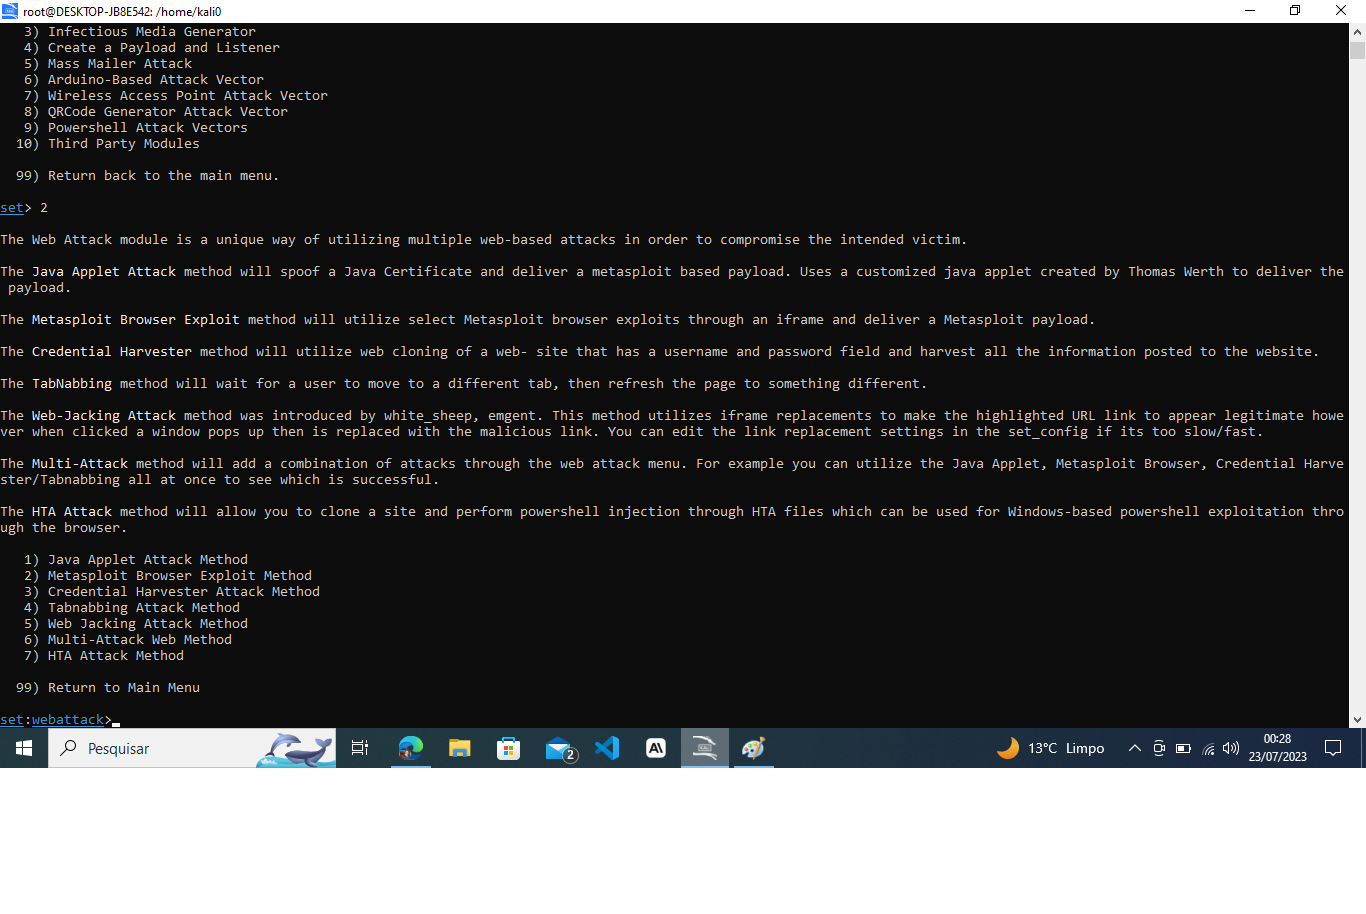 root@DESKTOP-JB8E542: /home/kali0
3) Infectious Media Generator
4) Create a Payload and Listener
5) Mass Mailer Attack
6) Arduino-Based Attack Vector
7) Wireless Access Point Attack Vector
8) QRCode Generator Attack Vector
9) Powershell Attack Vectors
10) Third Party Modules
99) Return back to the main menu.
set> 2
The Web Attack module is a unique way of utilizing multiple web-based attacks in order to compromise the intended victim.
The Java Applet Attack method will spoof a Java Certificate and deliver a metasploit based payload. Uses a customized java applet created by Thomas Werth to deliver the
payload.
The Metasploit Browser Exploit method will utilize select Metasploit browser exploits through an iframe and deliver a Metasploit payload.
The Credential Harvester method will utilize web cloning of a web- site that has a username and password field and harvest all the information posted to the website.
The TabNabbing method will wait for a user to move to a different tab, then refresh the page to something different.
The Web-Jacking Attack method was introduced by white_sheep, emgent. This method utilizes iframe replacements to make the highlighted URL link to appear legitimate howe
ver when clicked a window pops up then is replaced with the malicious link. You can edit the link replacement settings in the set_config if its too slow/fast.
The Multi-Attack method will add a combination of attacks through the web attack menu. For example you can utilize the Java Applet, Metasploit Browser, Credential Harve
ster/Tabnabbing all at once to see which is successful.
The HTA Attack method will allow you to clone a site and perform powershell injection through HTA files which can be used for Windows-based powershell exploitation thro
ugh the browser.
1) Java Applet Attack Method
2) Metasploit Browser Exploit Method
3) Credential Harvester Attack Method
4) Tabnabbing Attack Method
5) Web Jacking Attack Method
6) Multi-Attack Web Method
7) HTA Attack Method
99) Return to Main Menu
set:webattack>
Pesquisar
2
A\
13°C Limpo
00:28
23/07/2023